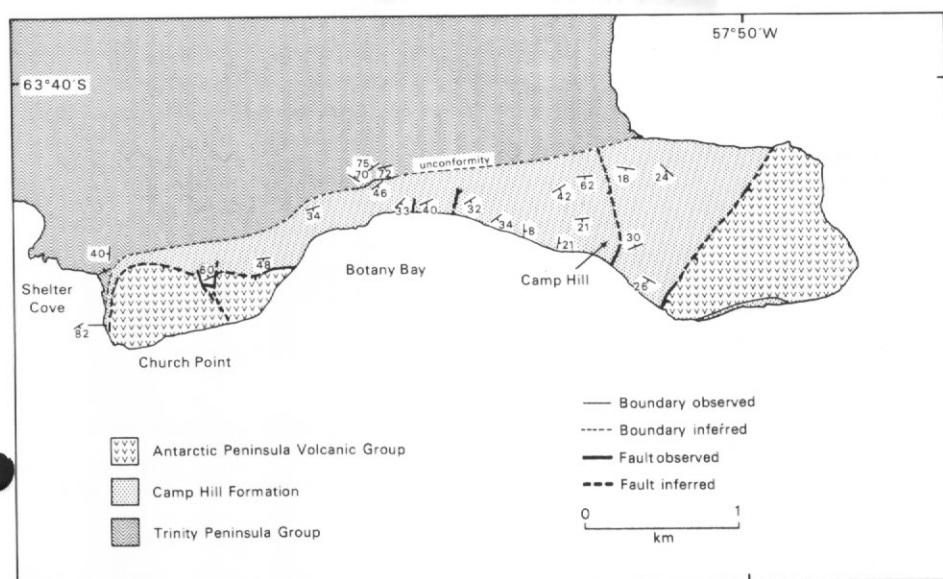 57°50′W
63°40′S
unconformity
75
70
72
46
34
33
40
32
34
8
42
62
18
24
21
21
30
26
40
60
48
82
Shelter
Cove
Botany Bay
Camp Hill
Church Point
Boundary observed
Boundary inferred
Fault observed
Fault inferred
Antarctic Peninsula Volcanic Group
Camp Hill Formation
Trinity Peninsula Group
0
1
km